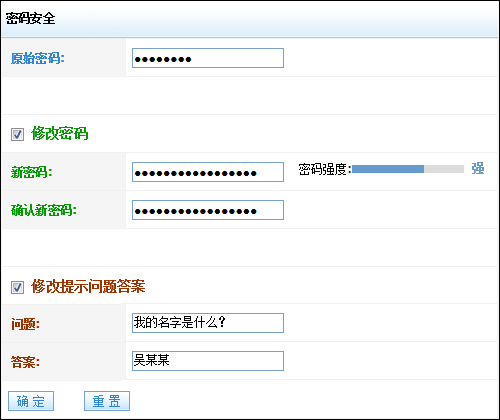 密码安全
原始密码: ●●●●●●●●
修改密码
新密码: ●●●●●●●●●●●●●●●●● 密码强度: 强
确认新密码: ●●●●●●●●●●●●●●●●●
修改提示问题答案
问题: 我的名字是什么？
答案: 吴某某
确 定 重 置